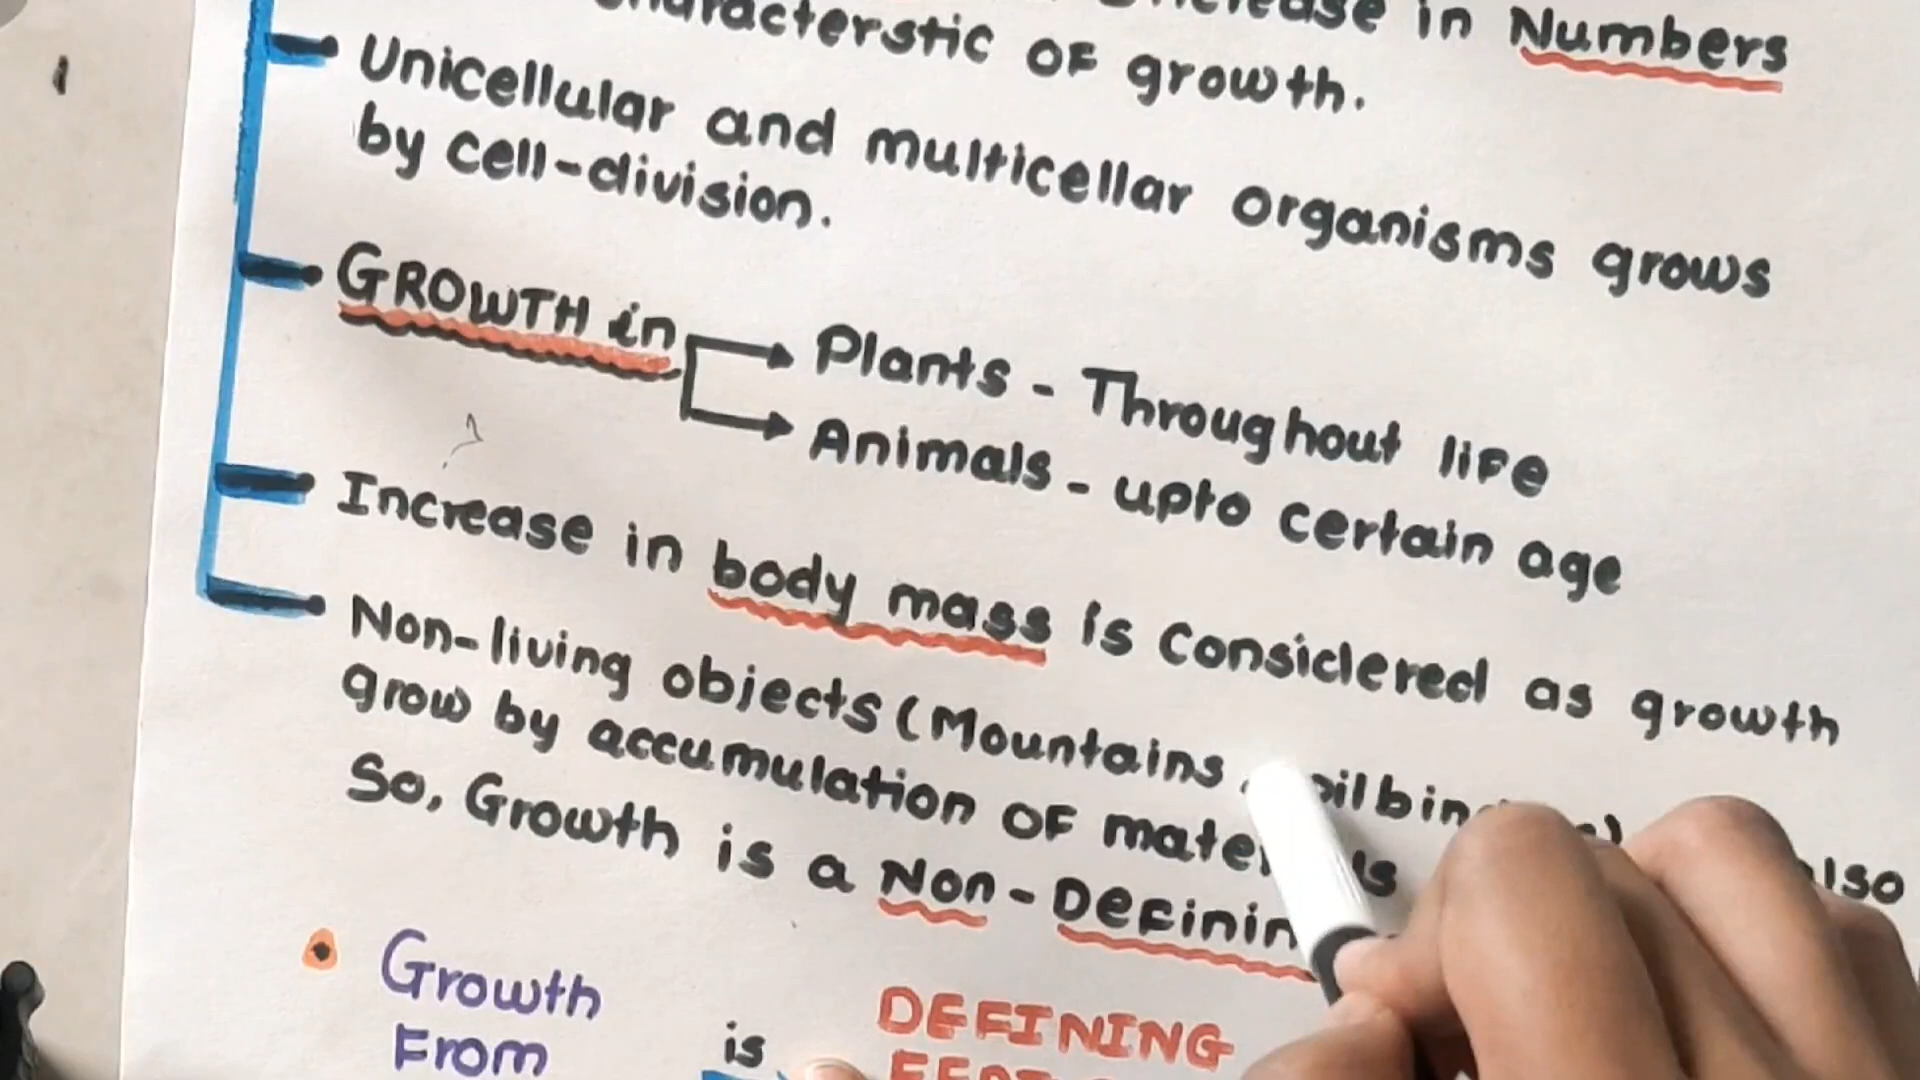 in Numbers
of growth.
Unicellular and multicellar organisms grows
by cell-division.
GROWTH in
Plants - Throughout life
Animals - upto certain age
Increase in body mass is considered as growth
Non-living objects (Mountains
grow by accumulation of
So, Growth is a Non-
Growth
From
is
DEFINING